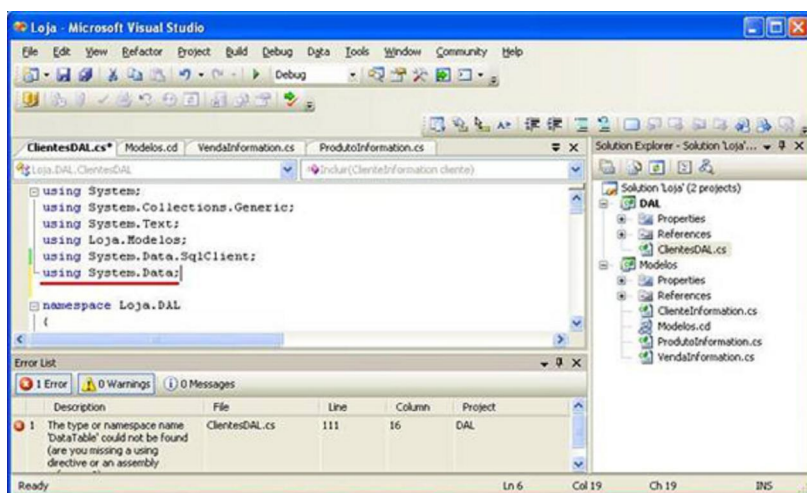 Loja - Microsoft Visual Studio
File Edit View Refactor Project Build Debug Data Tools Window Community Help
Debug
ClientesDAL.cs* Modelos.cd VendaInformation.cs ProdutoInformation.cs
Solution Explorer - Solution 'Loja'...
Loja.DAL.ClientesDAL Incluir(ClienteInformation cliente)
using System;
using System.Collections.Generic;
using System.Text;
using Loja.Modelos;
using System.Data.SqlClient;
using System.Data;
namespace Loja.DAL
{
Solution 'Loja' (2 projects)
DAL
Properties
References
ClientesDAL.cs
Modelos
Properties
References
ClienteInformation.cs
Modelos.cd
ProdutoInformation.cs
VendaInformation.cs
Error List
1 Error 0 Warnings 0 Messages
Description File Line Column Project
1 The type or namespace name ClientesDAL.cs 111 16 DAL
'DataTable' could not be found
(are you missing a using
directive or an assembly
Ready Ln 6 Col 19 Ch 19 INS